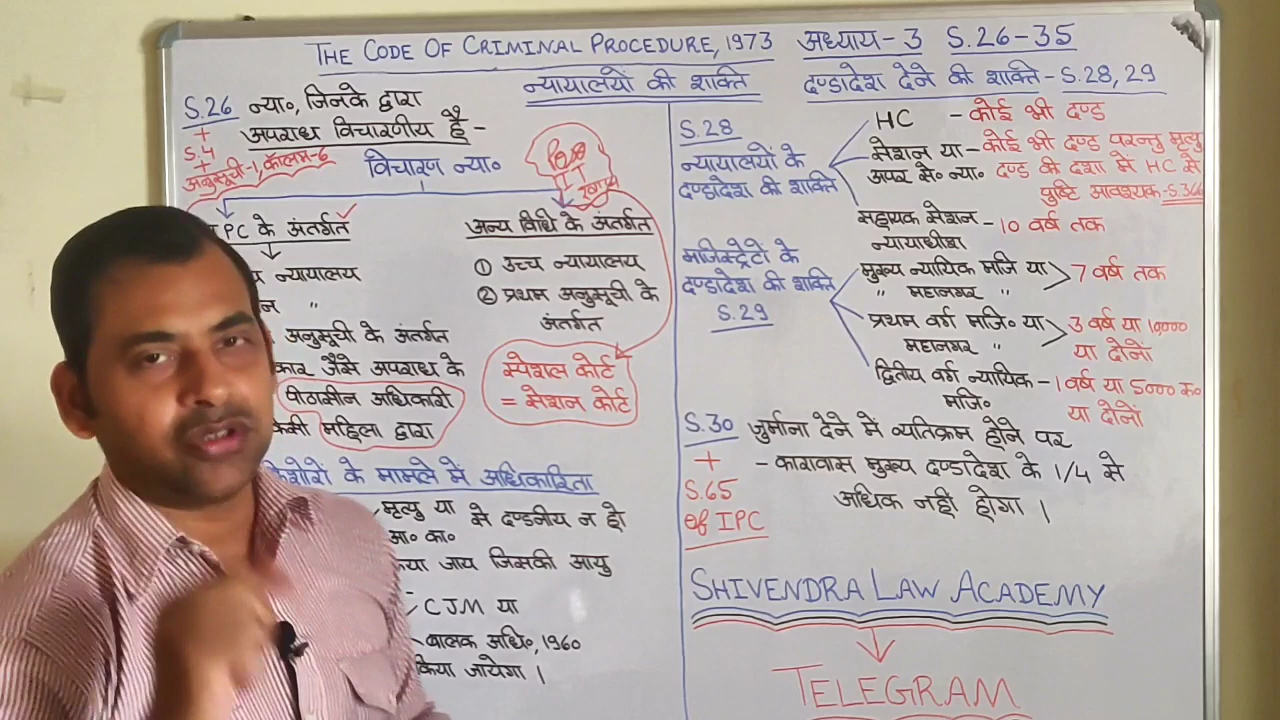 THE CODE OF CRIMINAL PROCEDURE, 1973 अध्याय-3 S.26-35
न्यायालयों की शक्ति
S.26 न्या०, जिनके द्वारा
अपराध विचारणीय है -
+
S.4
+
अनुसूची-1, कॉलम-6
विचारण न्या०
IPC के अंतर्गत
न्यायालय
"
अनुसूची के अंतर्गत
जैसे अपराध के
पीठासीन अधिकारी
महिला द्वारा
अन्य विधि के अंतर्गत
① उच्च न्यायालय
② प्रथम अनुसूची के
अंतर्गत
स्पेशल कोर्ट
= सेशन कोर्ट
के मामले में अधिकारिता
मृत्यु या से दण्डनीय न हो
आ० का०
जाय जिसकी आयु
CJM या
बालक अधि०, 1960
किया जायेगा।
दण्डादेश देने की शक्ति - S.28, 29
S.28
न्यायालयों के
दण्डादेश की शक्ति
HC - कोई भी दण्ड
सेशन या - कोई भी दण्ड परन्तु मृत्यु
अपर से० न्या० दण्ड की दशा में HC से
पुष्टि आवश्यक - S.366
सहायक सेशन - 10 वर्ष तक
न्यायाधीश
मजिस्ट्रेटों के
दण्डादेश की शक्ति
S.29
मुख्य न्यायिक मजि या 7 वर्ष तक
" महानगर "
प्रथम वर्ग मजि० या 3 वर्ष या 10,000
महानगर " या दोनों
द्वितीय वर्ग न्यायिक - 1 वर्ष या 5000 रु०
मजि० या दोनों
S.30 जुर्माना देने में व्यतिक्रम होने पर
+ - कारावास मुख्य दण्डादेश के 1/4 से
S.65 अधिक नही होगा।
of IPC
SHIVENDRA LAW ACADEMY
TELEGRAM